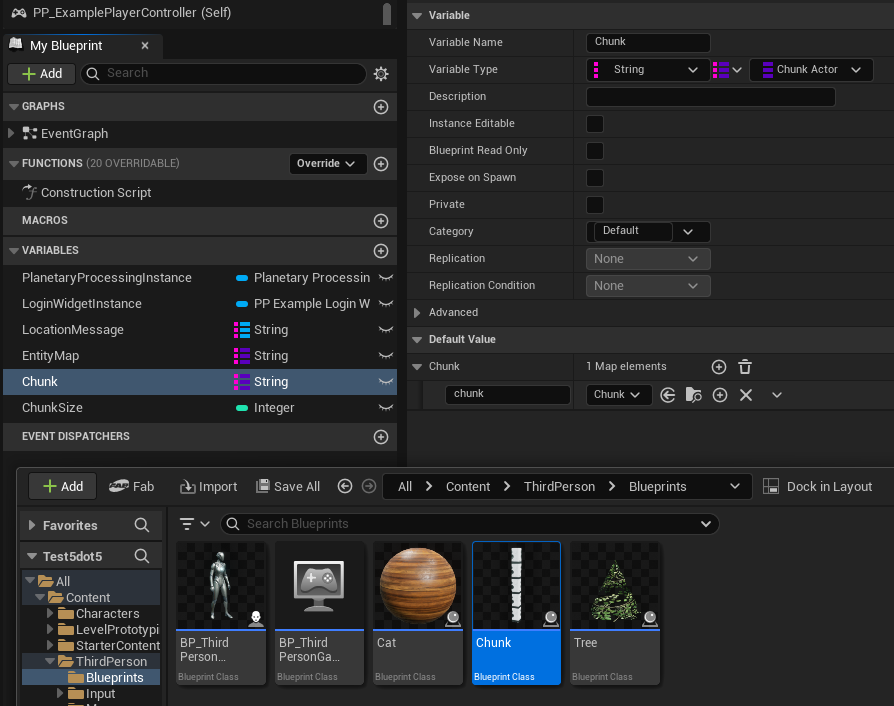 PP_ExamplePlayerController (Self)
My Blueprint
Add
Search
GRAPHS
EventGraph
FUNCTIONS (20 OVERRIDABLE)
Override
Construction Script
MACROS
VARIABLES
PlanetaryProcessingInstance
Planetary Processin
LoginWidgetInstance
PP Example Login W
LocationMessage
String
EntityMap
String
Chunk
String
ChunkSize
Integer
EVENT DISPATCHERS
Variable
Variable Name
Chunk
Variable Type
String
Chunk Actor
Description
Instance Editable
Blueprint Read Only
Expose on Spawn
Private
Category
Default
Replication
None
Replication Condition
None
Advanced
Default Value
Chunk
1 Map elements
chunk
Chunk
Add
Fab
Import
Save All
All
Content
ThirdPerson
Blueprints
Dock in Layout
Favorites
Test5dot5
All
Content
Characters
LevelPrototypi
StarterContent
ThirdPerson
Blueprints
Input
Search Blueprints
BP_Third
Person...
Blueprint Class
BP_Third
PersonGa...
Blueprint Class
Cat
Blueprint Class
Chunk
Blueprint Class
Tree
Blueprint Class